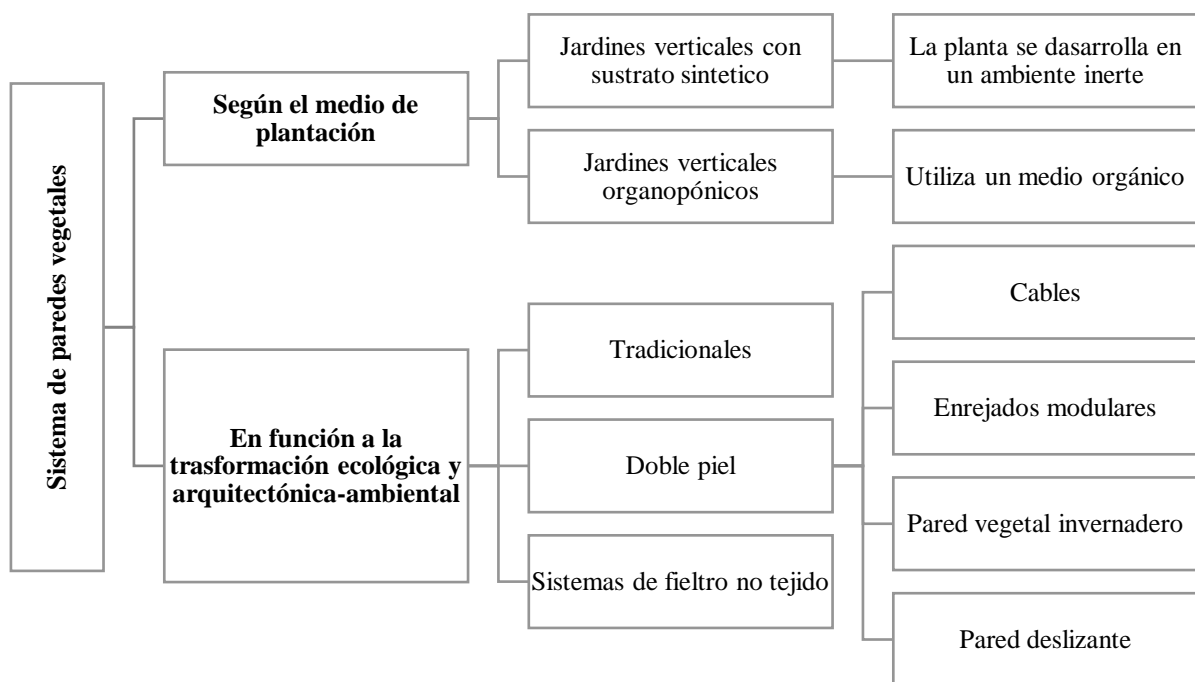 Sistema de paredes vegetales
Según el medio de
plantación
Jardines verticales con
sustrato sintetico
La planta se dasarrolla en
un ambiente inerte
Jardines verticales
organopónicos
Utiliza un medio orgánico
En función a la
trasformación ecológica y
arquitectónica-ambiental
Tradicionales
Doble piel
Cables
Enrejados modulares
Pared vegetal invernadero
Pared deslizante
Sistemas de fieltro no tejido